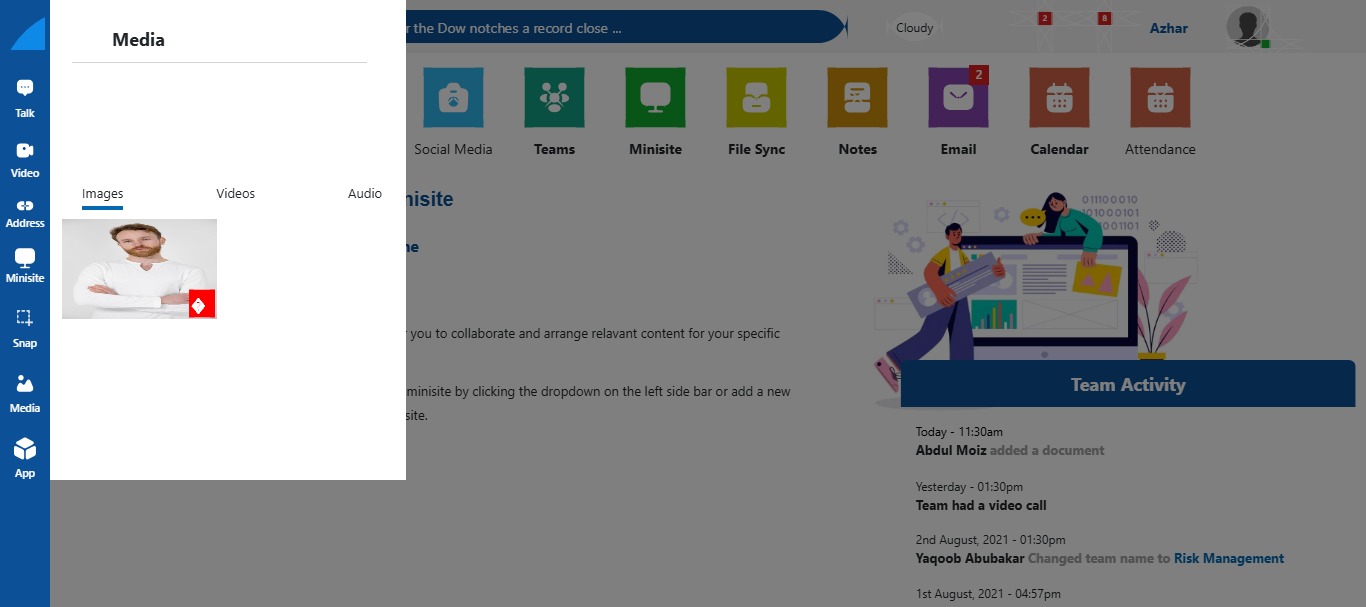 Media
r the Dow notches a record close ...
Cloudy
2
8
Azhar
Talk
Video
Address
Minisite
Snap
Media
App
Images
Videos
Audio
2
Social Media
Teams
Minisite
File Sync
Notes
Email
Calendar
Attendance
nisite
ne
you to collaborate and arrange relavant content for your specific
minisite by clicking the dropdown on the left side bar or add a new
site.
011100010
101000101
001101
Team Activity
Today - 11:30am
Abdul Moiz added a document
Yesterday - 01:30pm
Team had a video call
2nd August, 2021 - 01:30pm
Yaqoob Abubakar Changed team name to Risk Management
1st August, 2021 - 04:57pm